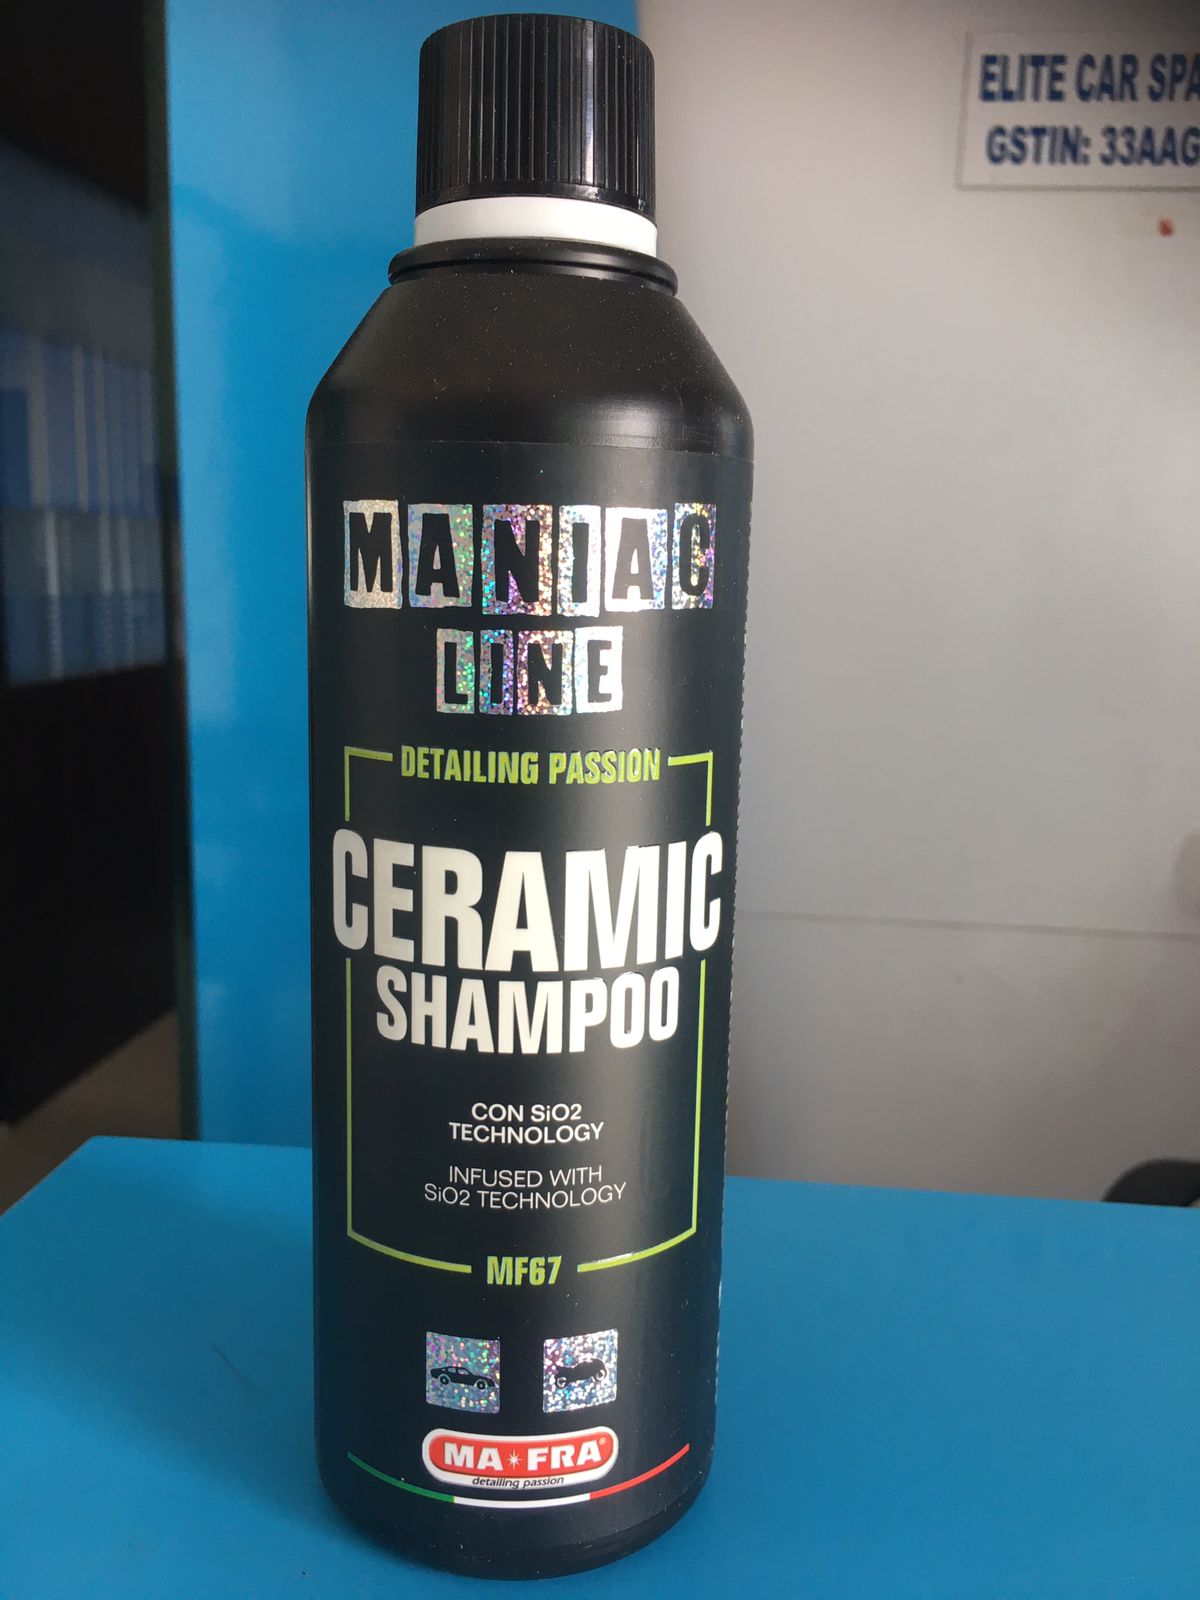 ELITE CAR SPA
GSTIN: 33AAG
MANIAC
LINE
DETAILING PASSION
CERAMIC
SHAMPOO
CON SiO2
TECHNOLOGY
INFUSED WITH
SiO2 TECHNOLOGY
MF67
MA*FRA®
detailing passion